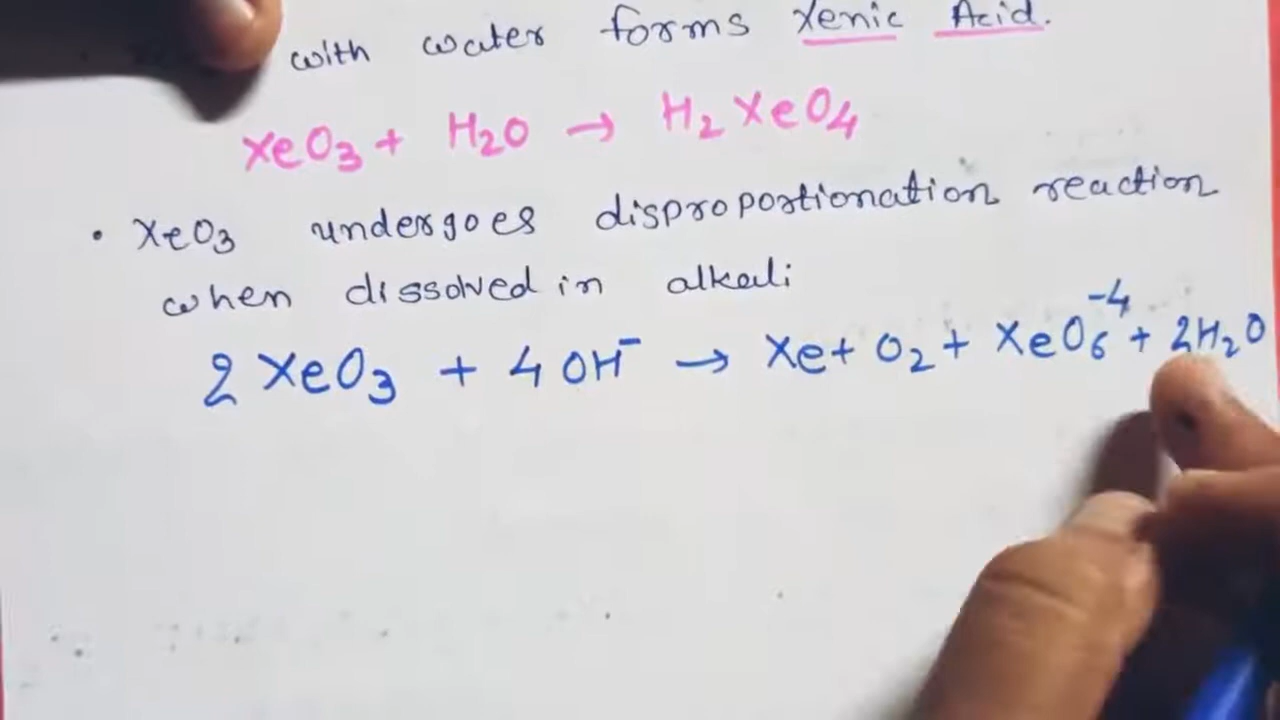 with water forms Xenic Acid.
XeO3 + H2O → H2XeO4
• XeO3 undergoes disproportionation reaction
when dissolved in alkali
2XeO3 + 4OH⁻ → Xe + O2 + XeO6⁻⁴ + 2H2O